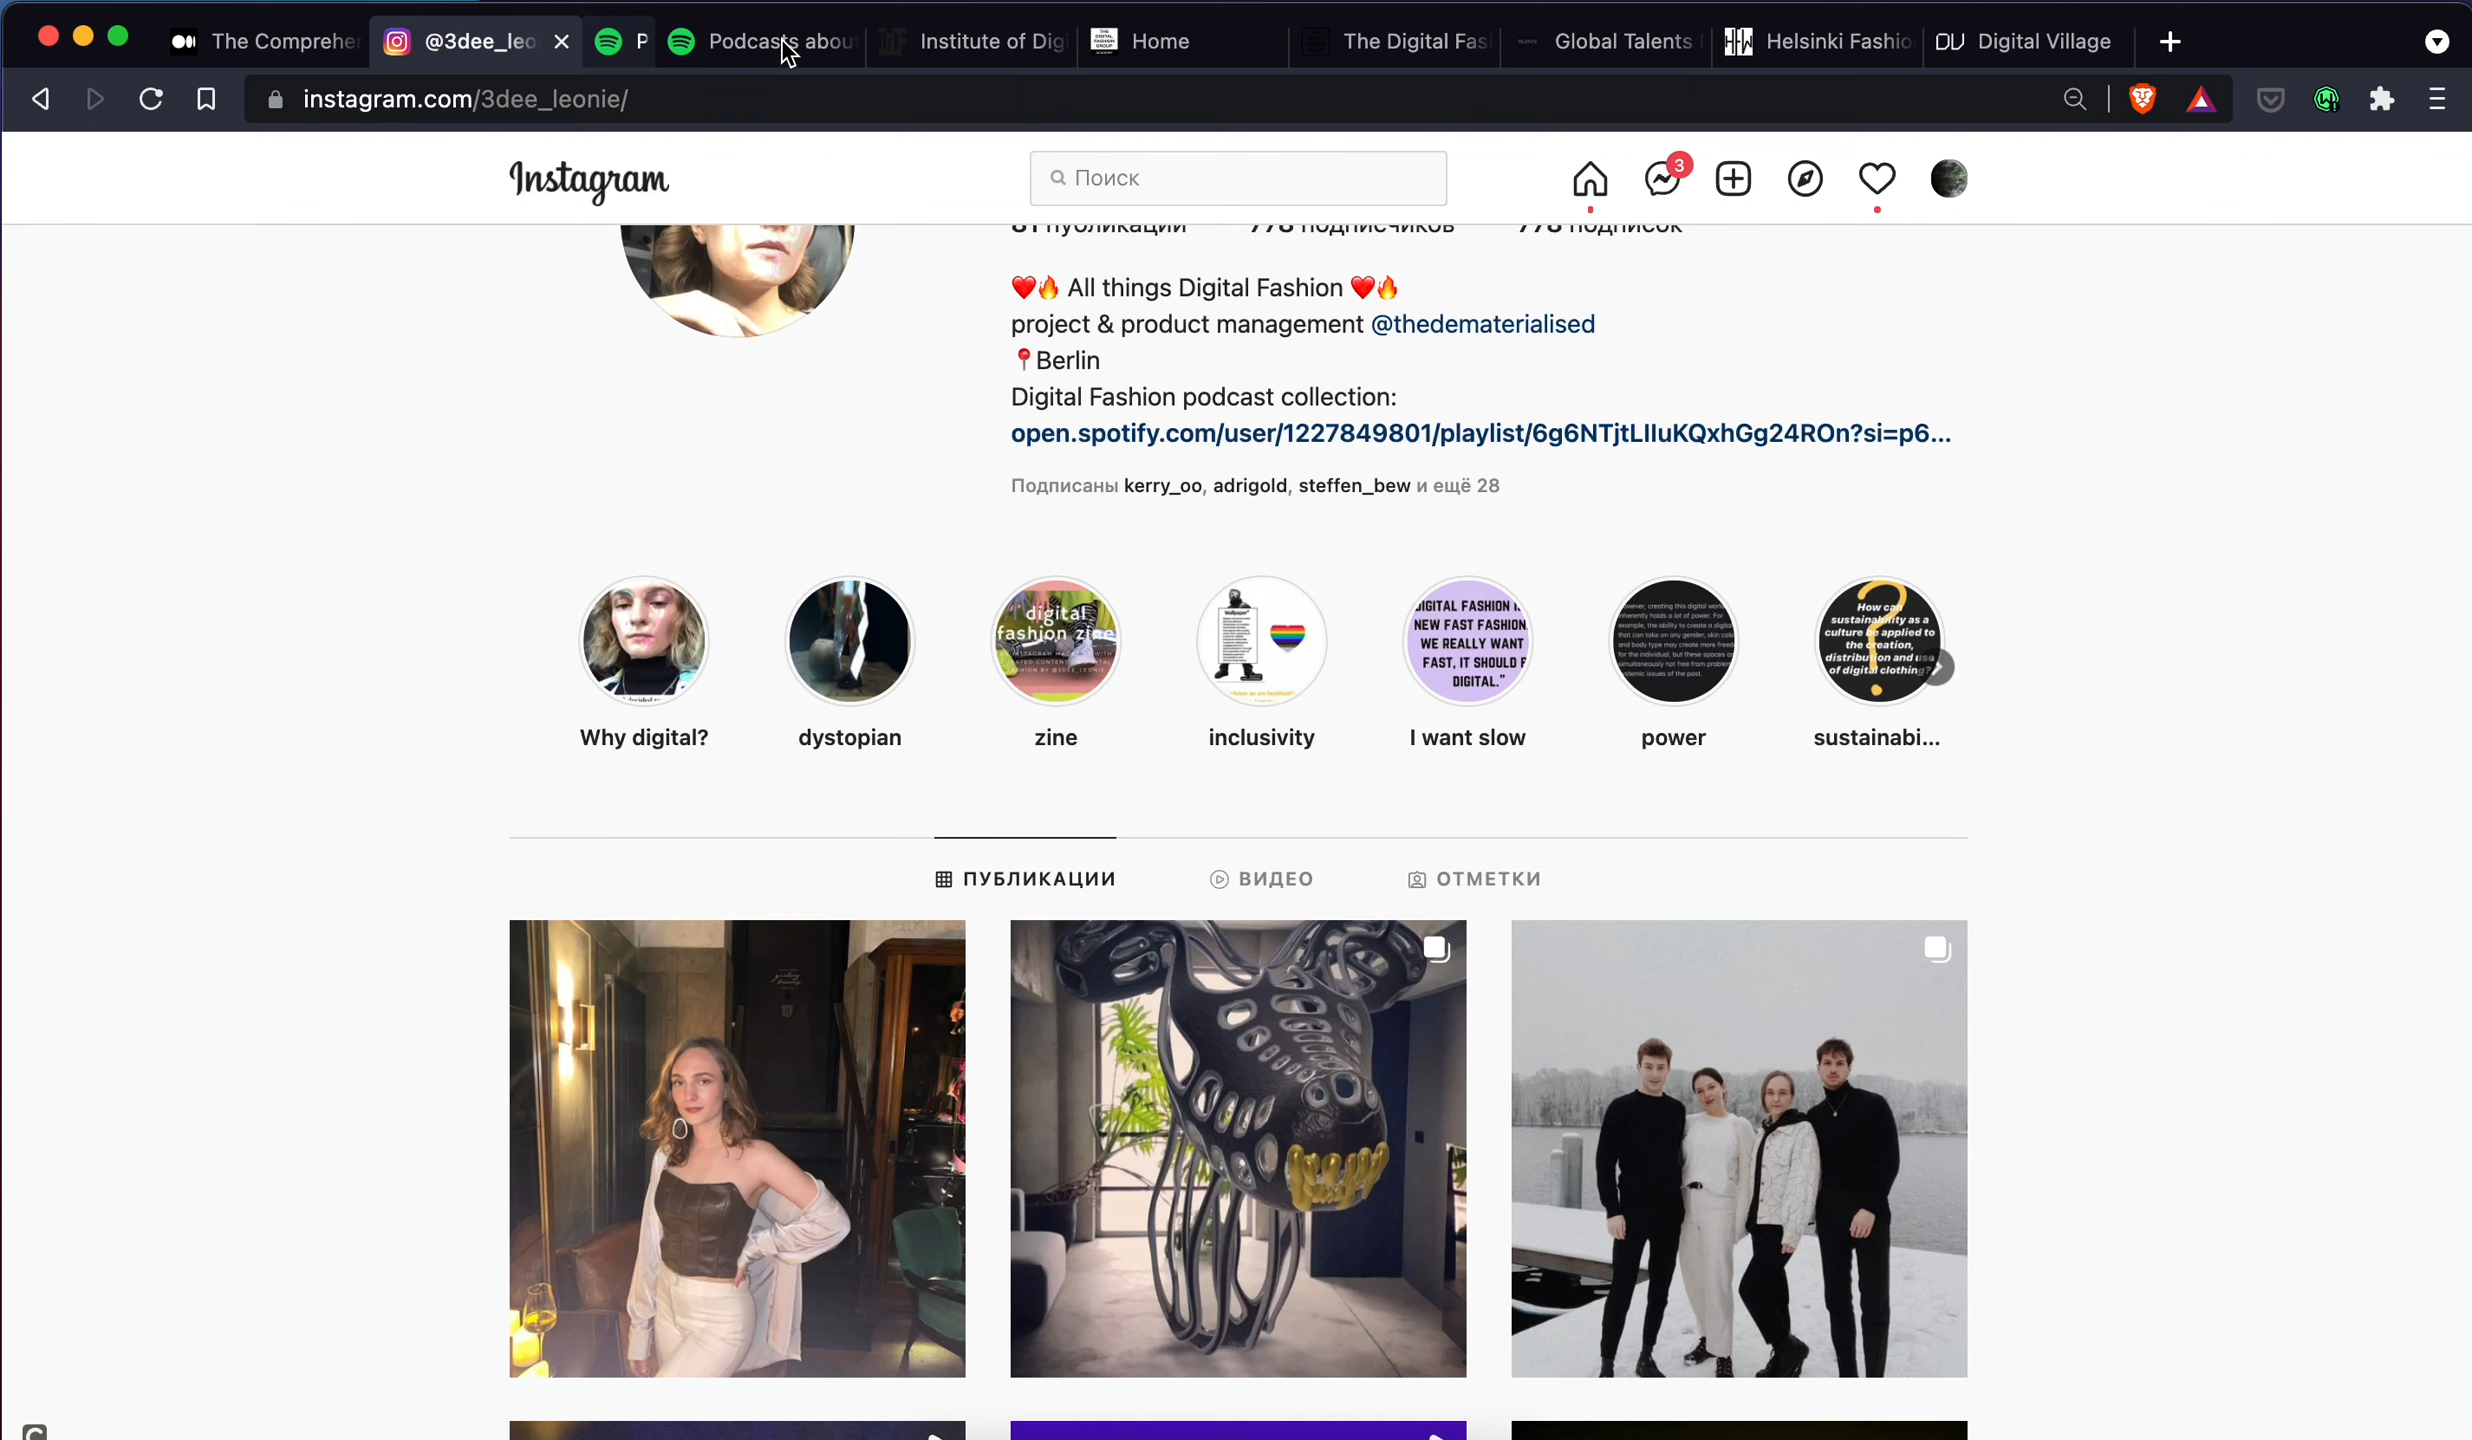 The Compreher
@3dee_leo
P
Podcasts abou
Institute of Digi
Home
The Digital Fas
Global Talents
Helsinki Fashio
Digital Village
instagram.com/3dee_leonie/
Instagram
Поиск
3
81 публикаций 778 подписчиков 778 подписок
❤️🔥 All things Digital Fashion ❤️🔥
project & product management @thedematerialised
📍Berlin
Digital Fashion podcast collection:
open.spotify.com/user/1227849801/playlist/6g6NTjtLIIuKQxhGg24ROn?si=p6...
Подписаны kerry_oo, adrigold, steffen_bew и ещё 28
digital
fashion zine
DIGITAL FASHION I
NEW FAST FASHION
WE REALLY WANT
FAST, IT SHOULD
DIGITAL."
How can
sustainability as a
culture be applied to
the creation,
distribution and use
of digital clothing?
Why digital?
dystopian
zine
inclusivity
I want slow
power
sustainabi...
ПУБЛИКАЦИИ
ВИДЕО
ОТМЕТКИ